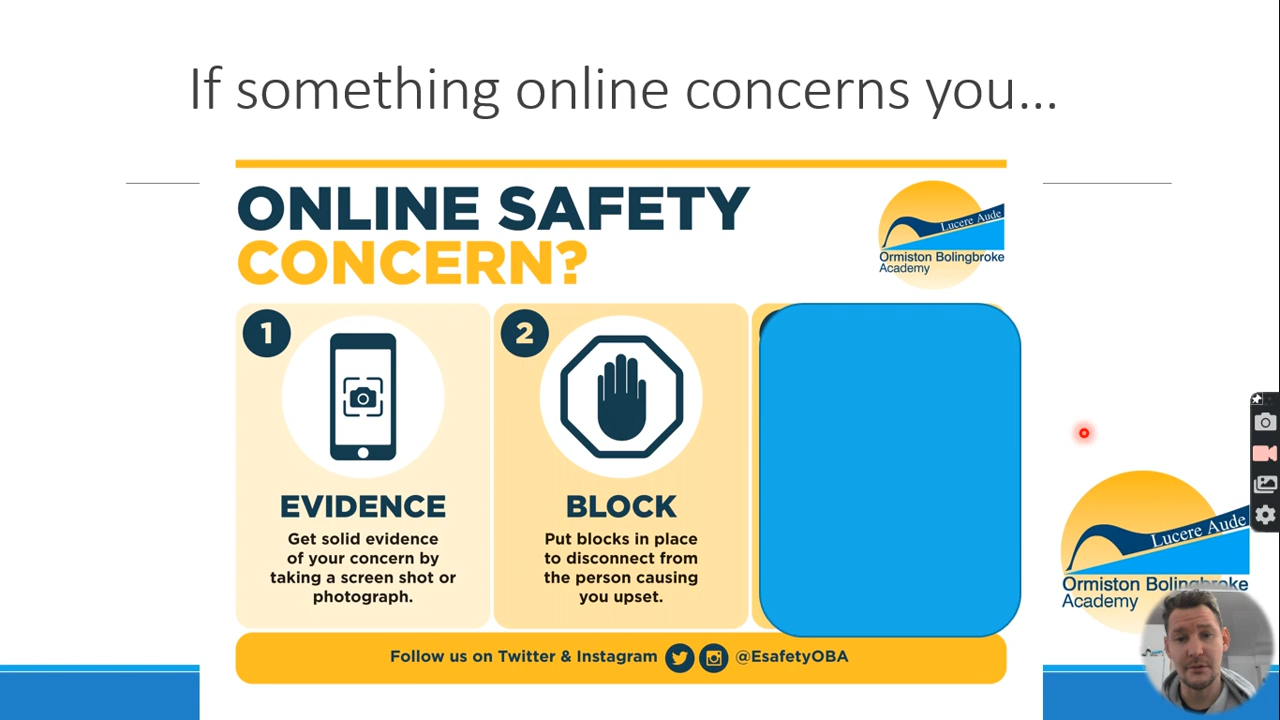 If something online concerns you...
ONLINE SAFETY
CONCERN?
Lucere Aude
Ormiston Bolingbroke
Academy
1
EVIDENCE
Get solid evidence
of your concern by
taking a screen shot or
photograph.
2
BLOCK
Put blocks in place
to disconnect from
the person causing
you upset.
Follow us on Twitter & Instagram @EsafetyOBA
Lucere Aude
Ormiston Bolingbroke
Academy